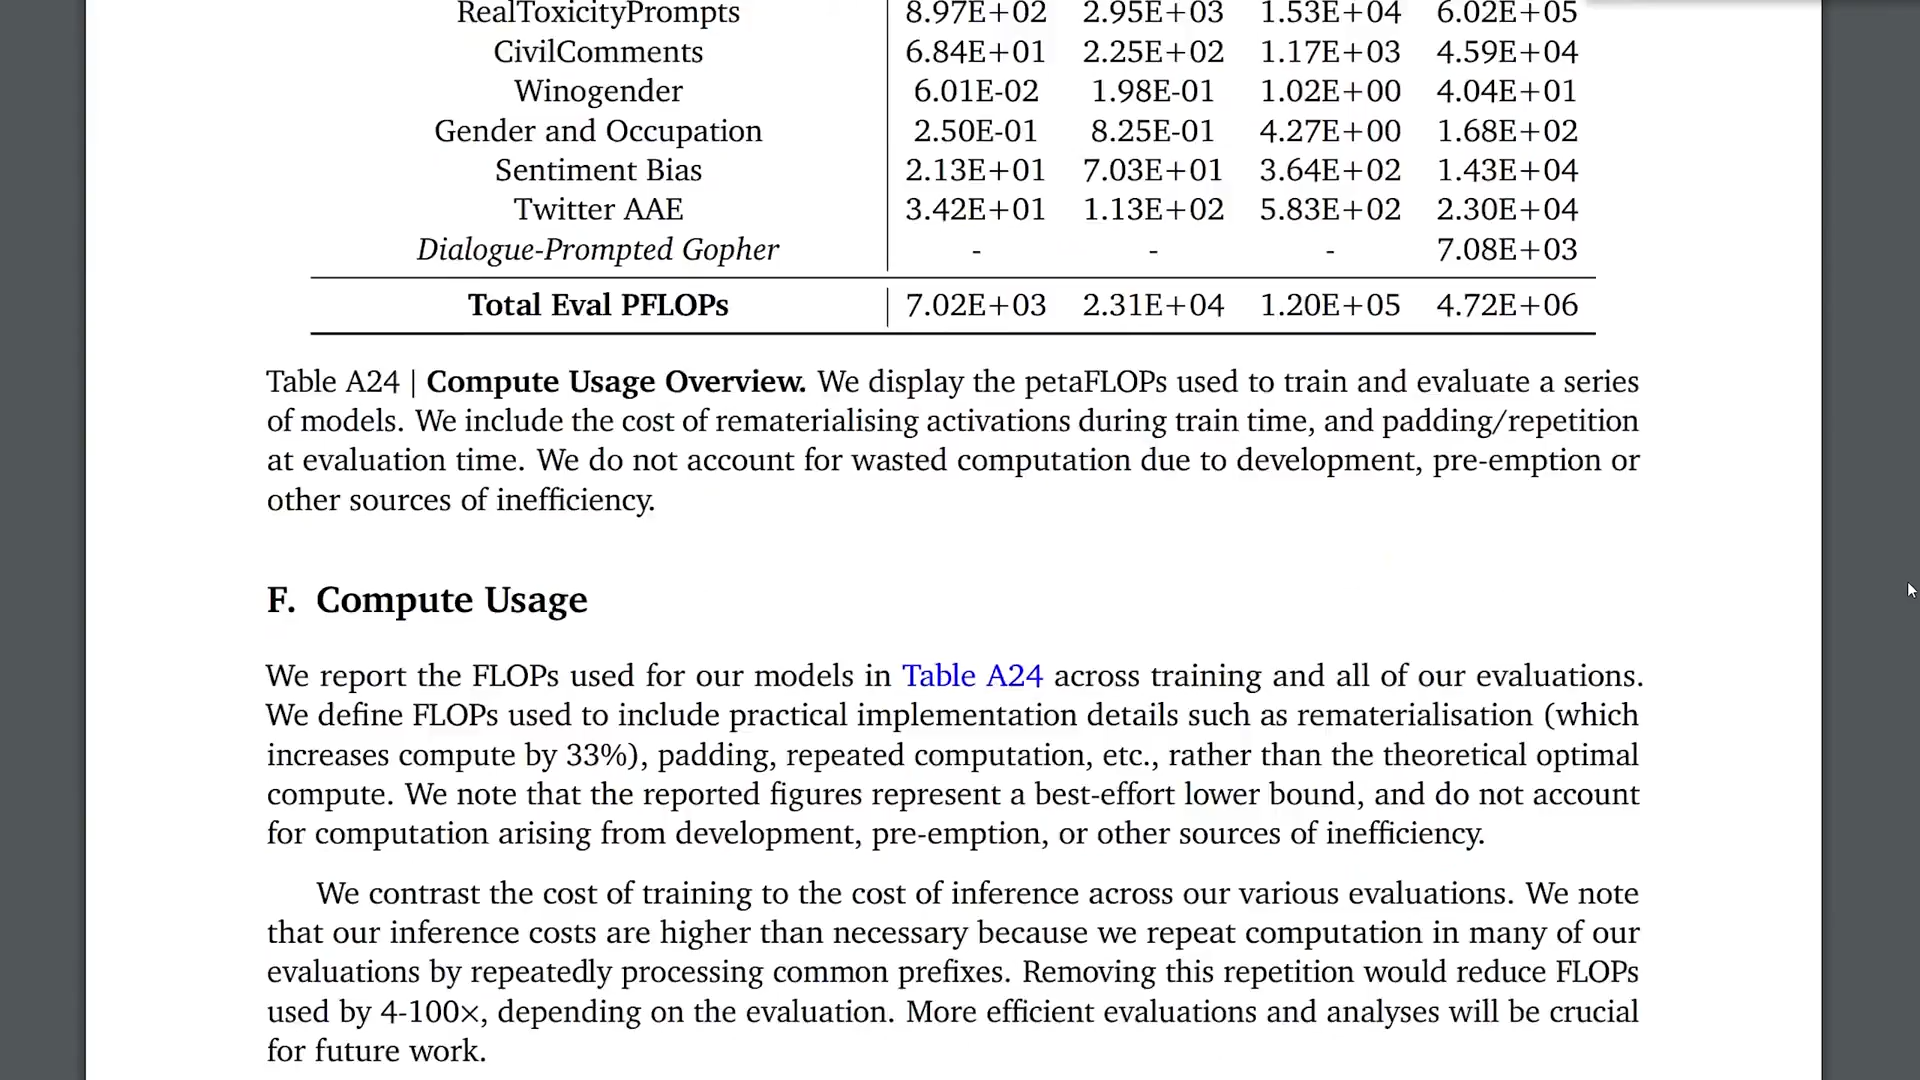 RealToxicityPrompts 8.97E+02 2.95E+03 1.53E+04 6.02E+05
CivilComments 6.84E+01 2.25E+02 1.17E+03 4.59E+04
Winogender 6.01E-02 1.98E-01 1.02E+00 4.04E+01
Gender and Occupation 2.50E-01 8.25E-01 4.27E+00 1.68E+02
Sentiment Bias 2.13E+01 7.03E+01 3.64E+02 1.43E+04
Twitter AAE 3.42E+01 1.13E+02 5.83E+02 2.30E+04
Dialogue-Prompted Gopher - - - 7.08E+03
Total Eval PFLOPs 7.02E+03 2.31E+04 1.20E+05 4.72E+06
Table A24 | Compute Usage Overview. We display the petaFLOPs used to train and evaluate a series
of models. We include the cost of rematerialising activations during train time, and padding/repetition
at evaluation time. We do not account for wasted computation due to development, pre-emption or
other sources of inefficiency.
F. Compute Usage
We report the FLOPs used for our models in Table A24 across training and all of our evaluations.
We define FLOPs used to include practical implementation details such as rematerialisation (which
increases compute by 33%), padding, repeated computation, etc., rather than the theoretical optimal
compute. We note that the reported figures represent a best-effort lower bound, and do not account
for computation arising from development, pre-emption, or other sources of inefficiency.
We contrast the cost of training to the cost of inference across our various evaluations. We note
that our inference costs are higher than necessary because we repeat computation in many of our
evaluations by repeatedly processing common prefixes. Removing this repetition would reduce FLOPs
used by 4-100×, depending on the evaluation. More efficient evaluations and analyses will be crucial
for future work.